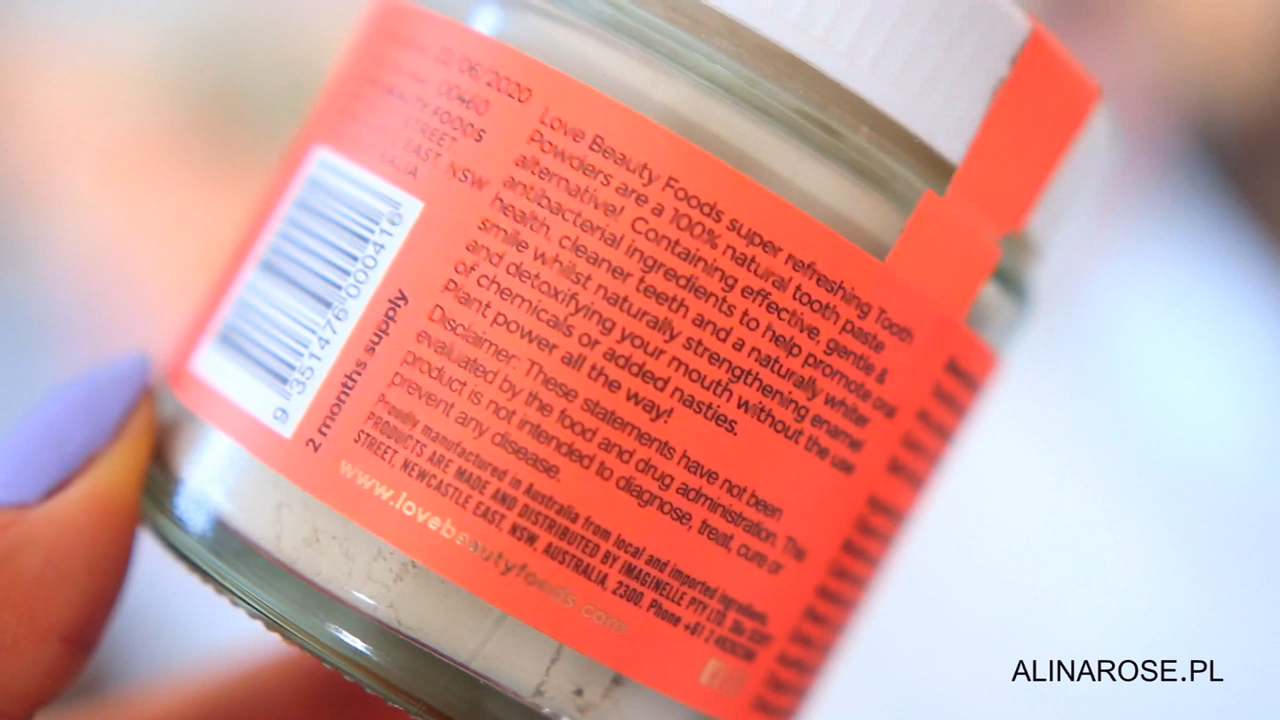 /06/2020
00460
FOODS
STREET
EAST NSW
9 351476 000416
2 months supply
Love Beauty Foods super refreshing Tooth
Powders are a 100% natural tooth paste
alternative! Containing effective, gentle &
antibacterial ingredients to help promote oral
health, cleaner teeth and a naturally whiter
smile whilst naturally strengthening enamel
and detoxifying your mouth without the use
of chemicals or added nasties.
Plant power all the way!
Disclaimer: These statements have not been
evaluated by the food and drug administration. The
product is not intended to diagnose, treat, cure or
prevent any disease.
Proudly manufactured in Australia from local and imported ingredients.
PRODUCTS ARE MADE AND DISTRIBUTED BY IMAGINELLE PTY LTD.
STREET, NEWCASTLE EAST, NSW, AUSTRALIA, 2300. Phone +61 2
www.lovebeautyfoods.com
ALINAROSE.PL